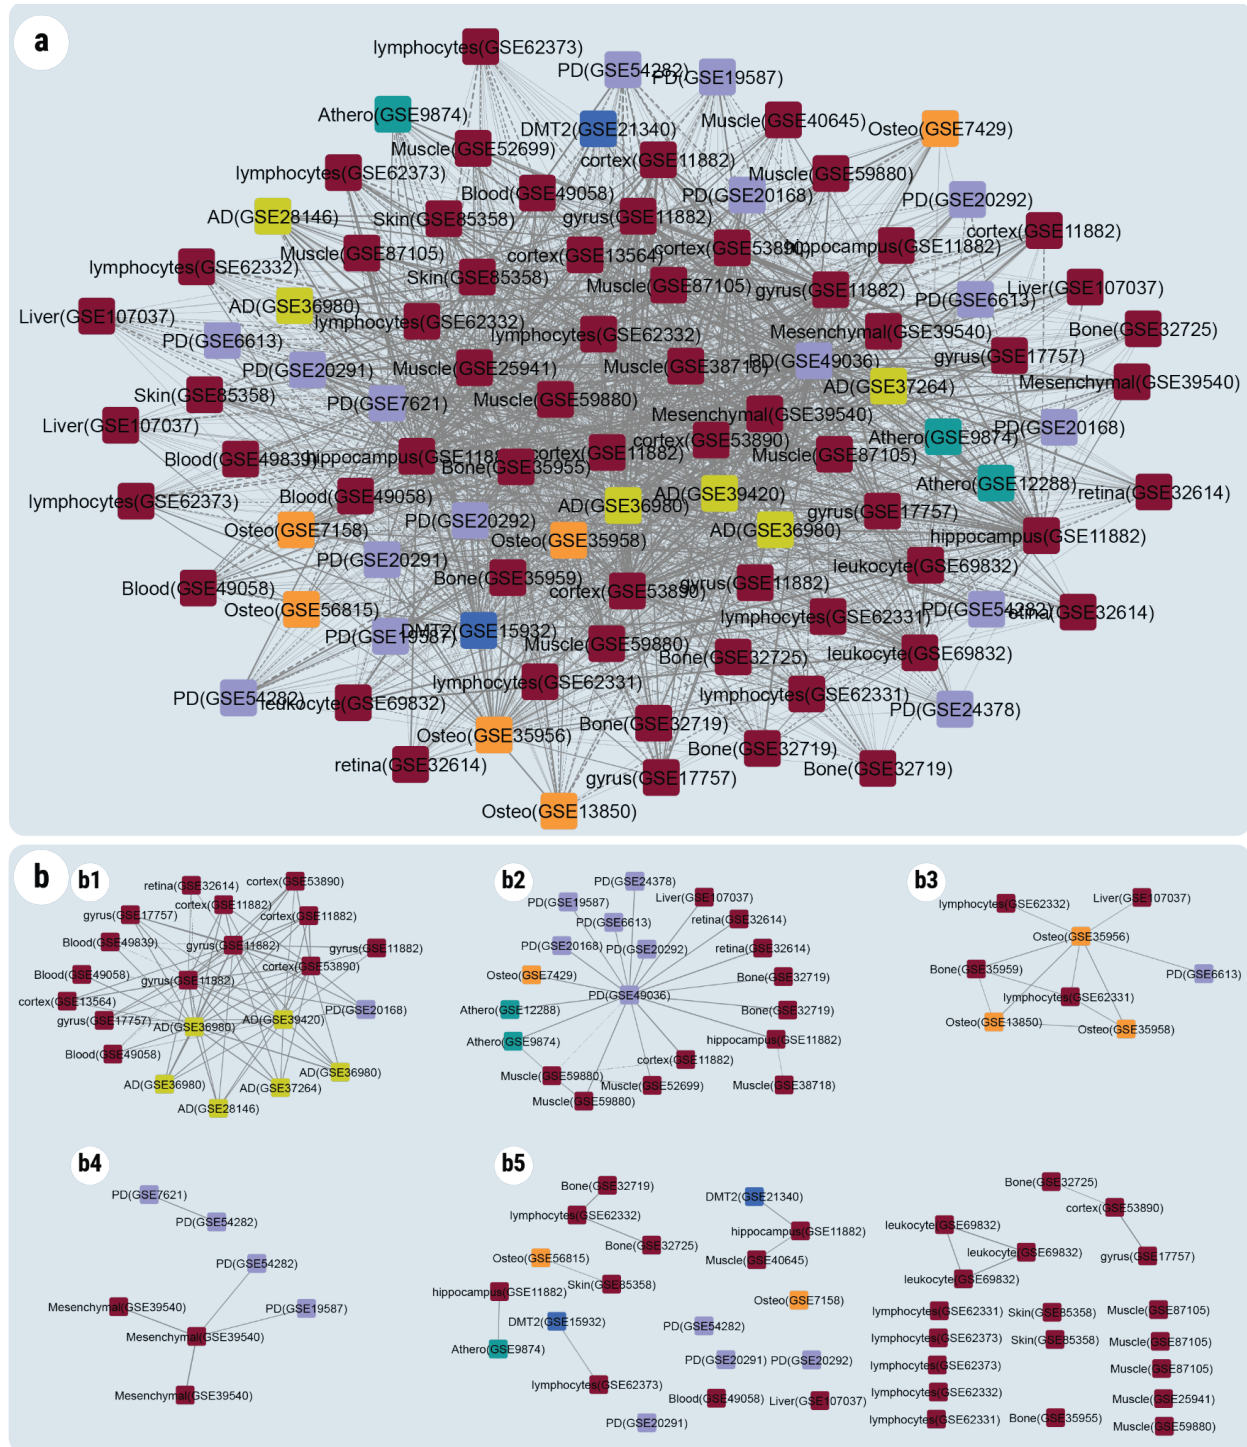 a
lymphocytes(GSE62373)
PD(GSE54282)
PD(GSE19587)
Athero(GSE9874)
DMT2(GSE21340)
Muscle(GSE40645)
Osteo(GSE7429)
Muscle(GSE52699)
cortex(GSE11882)
lymphocytes(GSE62373)
Muscle(GSE59880)
Blood(GSE49058)
PD(GSE20168)
PD(GSE20292)
AD(GSE28146)
Skin(GSE85358)
gyrus(GSE11882)
cortex(GSE11882)
Muscle(GSE87105)
cortex(GSE13564)
cortex(GSE53890)
hippocampus(GSE11882)
lymphocytes(GSE62332)
Skin(GSE85358)
Muscle(GSE87105)
gyrus(GSE11882)
Liver(GSE107037)
AD(GSE36980)
PD(GSE6613)
Liver(GSE107037)
lymphocytes(GSE62332)
lymphocytes(GSE62332)
Mesenchymal(GSE39540)
Bone(GSE32725)
PD(GSE6613)
PD(GSE20291)
Muscle(GSE25941)
Muscle(GSE38718)
PD(GSE49036)
gyrus(GSE17757)
AD(GSE37264)
Mesenchymal(GSE39540)
Skin(GSE85358)
PD(GSE7621)
Muscle(GSE59880)
Mesenchymal(GSE39540)
Liver(GSE107037)
cortex(GSE53890)
Athero(GSE9874)
PD(GSE20168)
Blood(GSE49839)
hippocampus(GSE11882)
cortex(GSE11882)
Muscle(GSE87105)
Bone(GSE35955)
Athero(GSE12288)
retina(GSE32614)
lymphocytes(GSE62373)
Blood(GSE49058)
AD(GSE36980)
AD(GSE39420)
gyrus(GSE17757)
Osteo(GSE7158)
PD(GSE20292)
Osteo(GSE35958)
AD(GSE36980)
hippocampus(GSE11882)
PD(GSE20291)
leukocyte(GSE69832)
Blood(GSE49058)
Bone(GSE35959)
cortex(GSE53890)
gyrus(GSE11882)
Osteo(GSE56815)
lymphocytes(GSE62331)
PD(GSE54282)
retina(GSE32614)
PD(GSE19587)
DMT2(GSE15932)
Muscle(GSE59880)
Bone(GSE32725)
leukocyte(GSE69832)
lymphocytes(GSE62331)
lymphocytes(GSE62331)
PD(GSE54282)
leukocyte(GSE69832)
PD(GSE24378)
Osteo(GSE35956)
Bone(GSE32719)
Bone(GSE32719)
retina(GSE32614)
gyrus(GSE17757)
Bone(GSE32719)
Osteo(GSE13850)
b
b1
retina(GSE32614)
cortex(GSE53890)
cortex(GSE11882)
gyrus(GSE17757)
cortex(GSE11882)
Blood(GSE49839)
gyrus(GSE11882)
gyrus(GSE11882)
Blood(GSE49058)
cortex(GSE53890)
gyrus(GSE11882)
cortex(GSE13564)
PD(GSE20168)
gyrus(GSE17757)
AD(GSE36980)
AD(GSE39420)
Blood(GSE49058)
AD(GSE36980)
AD(GSE36980)
AD(GSE37264)
AD(GSE28146)
b2
PD(GSE24378)
PD(GSE19587)
Liver(GSE107037)
PD(GSE6613)
retina(GSE32614)
PD(GSE20168)
PD(GSE20292)
retina(GSE32614)
Osteo(GSE7429)
Bone(GSE32719)
PD(GSE49036)
Athero(GSE12288)
Bone(GSE32719)
Athero(GSE9874)
hippocampus(GSE11882)
cortex(GSE11882)
Muscle(GSE59880)
Muscle(GSE52699)
Muscle(GSE38718)
Muscle(GSE59880)
b3
lymphocytes(GSE62332)
Liver(GSE107037)
Osteo(GSE35956)
Bone(GSE35959)
PD(GSE6613)
lymphocytes(GSE62331)
Osteo(GSE13850)
Osteo(GSE35958)
b4
PD(GSE7621)
PD(GSE54282)
PD(GSE54282)
Mesenchymal(GSE39540)
PD(GSE19587)
Mesenchymal(GSE39540)
Mesenchymal(GSE39540)
b5
Bone(GSE32719)
lymphocytes(GSE62332)
Bone(GSE32725)
Osteo(GSE56815)
Skin(GSE85358)
hippocampus(GSE11882)
DMT2(GSE15932)
Athero(GSE9874)
lymphocytes(GSE62373)
PD(GSE20291)
DMT2(GSE21340)
hippocampus(GSE11882)
Muscle(GSE40645)
Osteo(GSE7158)
PD(GSE54282)
PD(GSE20291)
PD(GSE20292)
Blood(GSE49058)
Liver(GSE107037)
Bone(GSE32725)
cortex(GSE53890)
leukocyte(GSE69832)
leukocyte(GSE69832)
gyrus(GSE17757)
leukocyte(GSE69832)
lymphocytes(GSE62331)
Skin(GSE85358)
Muscle(GSE87105)
lymphocytes(GSE62373)
Skin(GSE85358)
Muscle(GSE87105)
lymphocytes(GSE62373)
Muscle(GSE87105)
lymphocytes(GSE62332)
Muscle(GSE25941)
lymphocytes(GSE62331)
Bone(GSE35955)
Muscle(GSE59880)